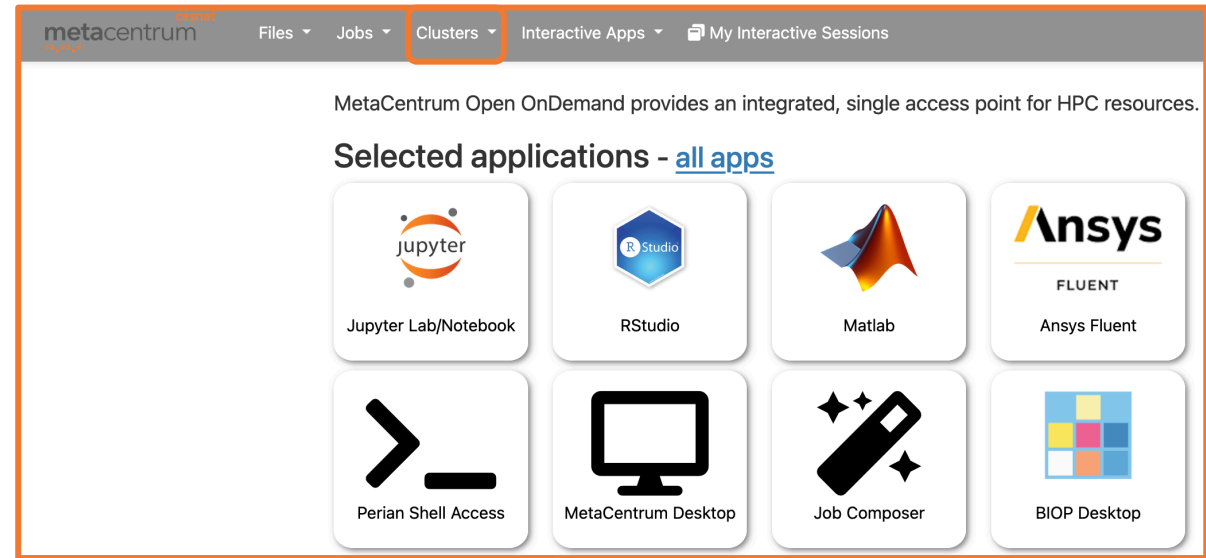 cesnet
metacentrum
Files Jobs Clusters Interactive Apps My Interactive Sessions
MetaCentrum Open OnDemand provides an integrated, single access point for HPC resources.
Selected applications - all apps
jupyter
R Studio
Ansys
FLUENT
Jupyter Lab/Notebook
RStudio
Matlab
Ansys Fluent
Perian Shell Access
MetaCentrum Desktop
Job Composer
BIOP Desktop